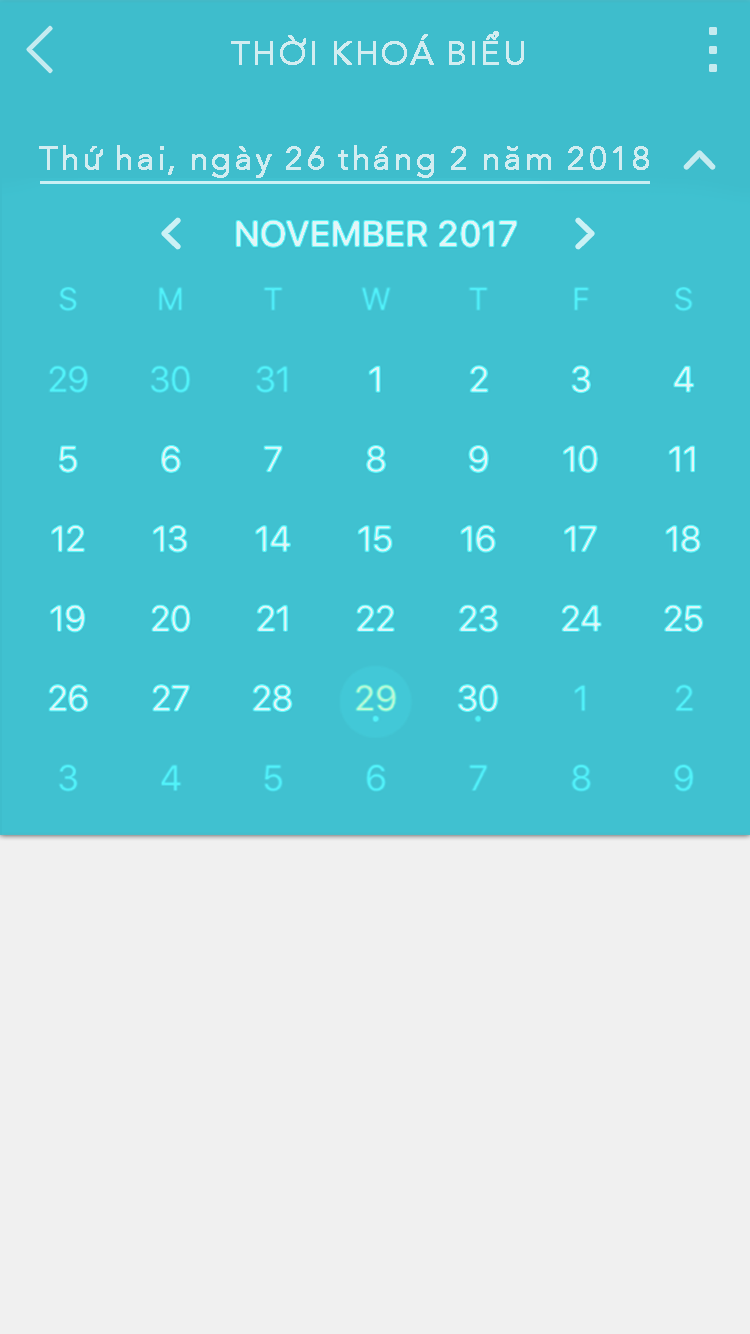 THỜI KHOÁ BIỂU
Thứ hai, ngày 26 tháng 2 năm 2018
NOVEMBER 2017
S M T W T F S
29 30 31 1 2 3 4
5 6 7 8 9 10 11
12 13 14 15 16 17 18
19 20 21 22 23 24 25
26 27 28 29 30 1 2
3 4 5 6 7 8 9